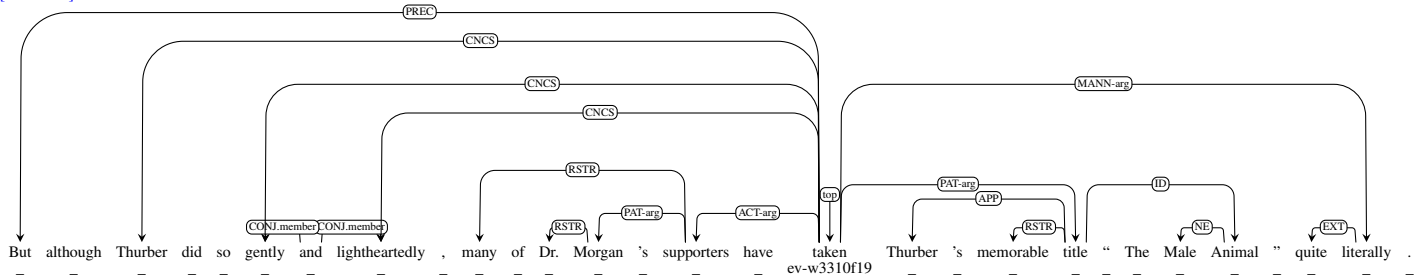 PREC
CNCS
CNCS
MANN-arg
CNCS
RSTR
top
PAT-arg
ID
APP
PAT-arg
ACT-arg
CONJ.member
CONJ.member
RSTR
RSTR
NE
EXT
But although Thurber did so gently and lightheartedly , many of Dr. Morgan 's supporters have taken Thurber 's memorable title “ The Male Animal ” quite literally .
ev-w3310f19
_ _ _ _ _ _ _ _ _ _ _ _ _ _ _ _ _ _ _ _ _ _ _ _ _ _ _ _